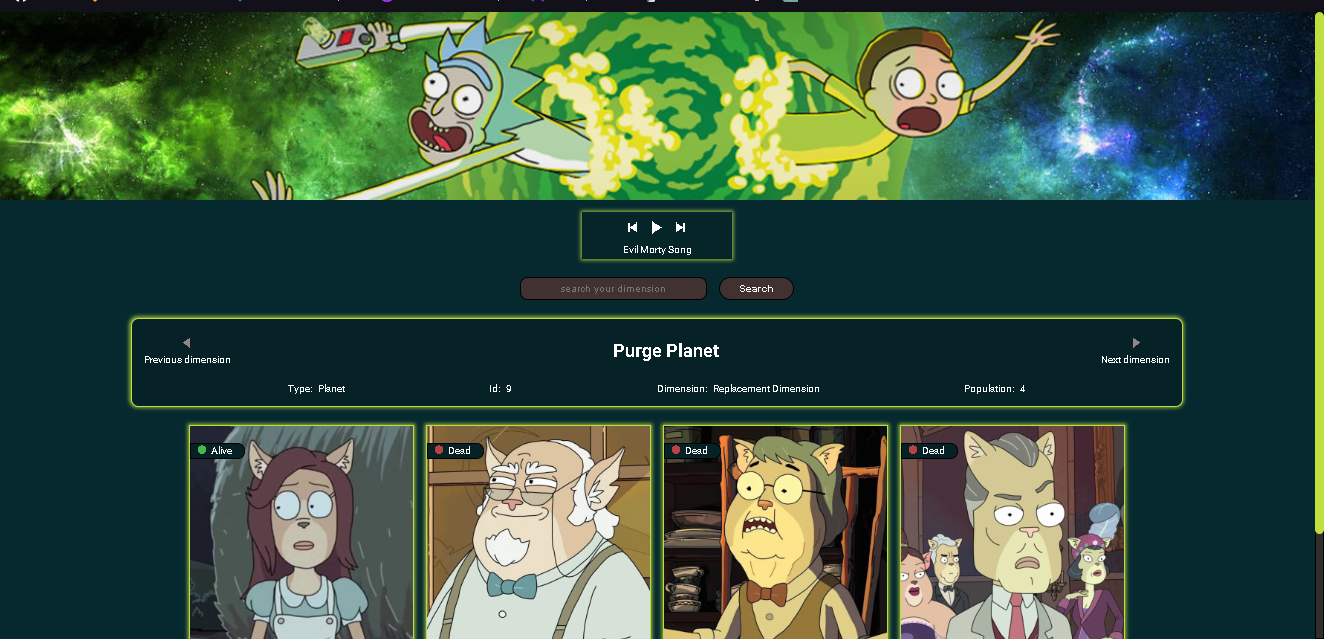 Evil Morty Song
search your dimension
Search
Previous dimension
Purge Planet
Next dimension
Type: Planet
Id: 9
Dimension: Replacement Dimension
Population: 4
Alive
Dead
Dead
Dead